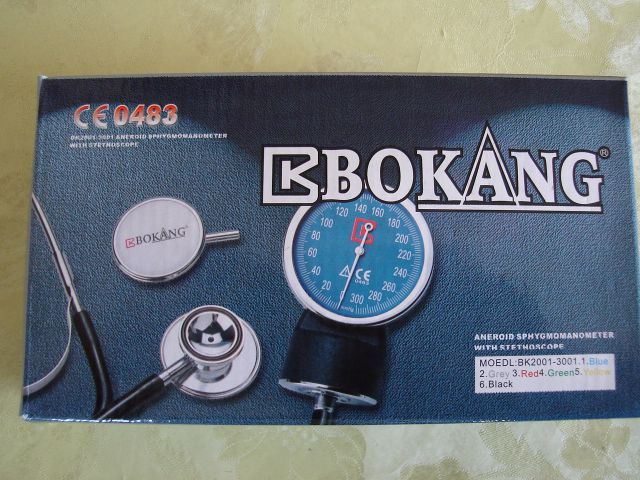 CE 0483
BK2001-3001 ANEROID SPHYGMOMANOMETER
WITH STETHOSCOPE
K BOKANG®
K BOKANG®
20 40 60 80 100 120 140 160 180 200 220 240 260 280 300
K
CE
0483
mmHg
ANEROID SPHYGMOMANOMETER
WITH STETHOSCOPE
MOEDL:BK2001-3001.1.Blue
2.Grey 3.Red4.Green5.Yellow
6.Black